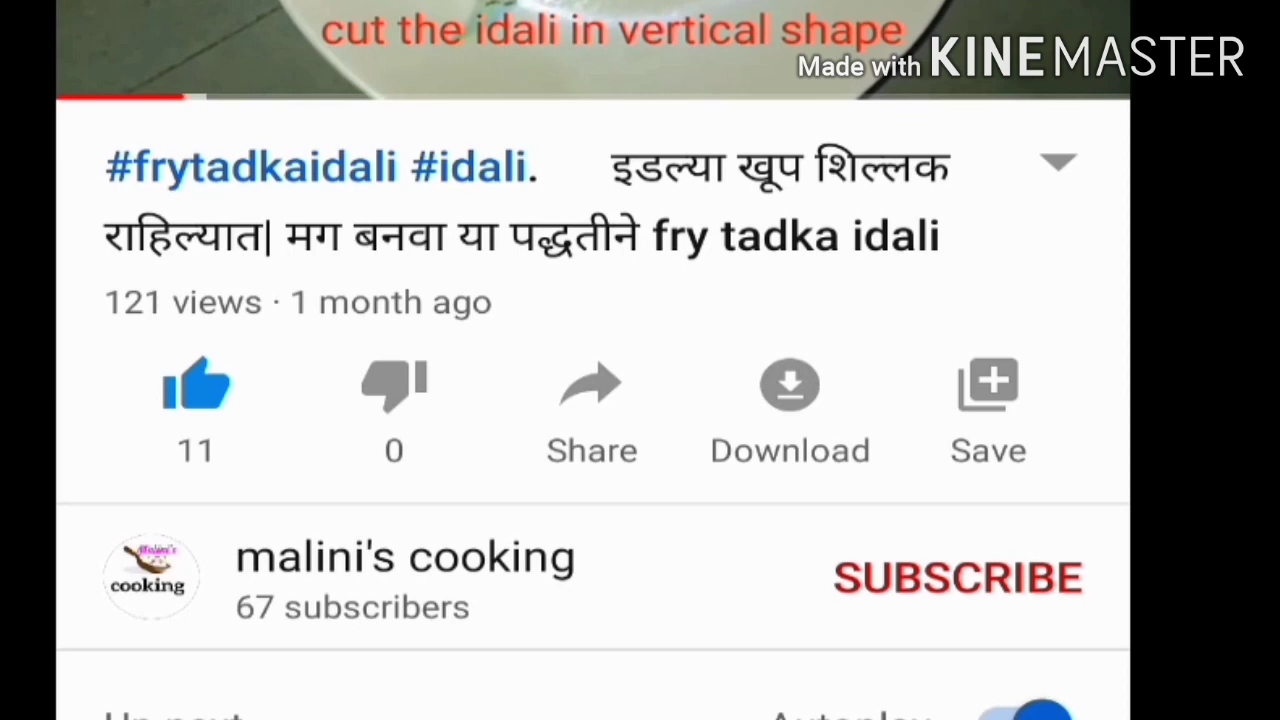 cut the idali in vertical shape
Made with KINEMASTER
#frytadkaidali #idali. इडल्या खूप शिल्लक
राहिल्यात| मग बनवा या पद्धतीने fry tadka idali
121 views · 1 month ago
11
0
Share
Download
Save
cooking
malini's cooking
67 subscribers
SUBSCRIBE